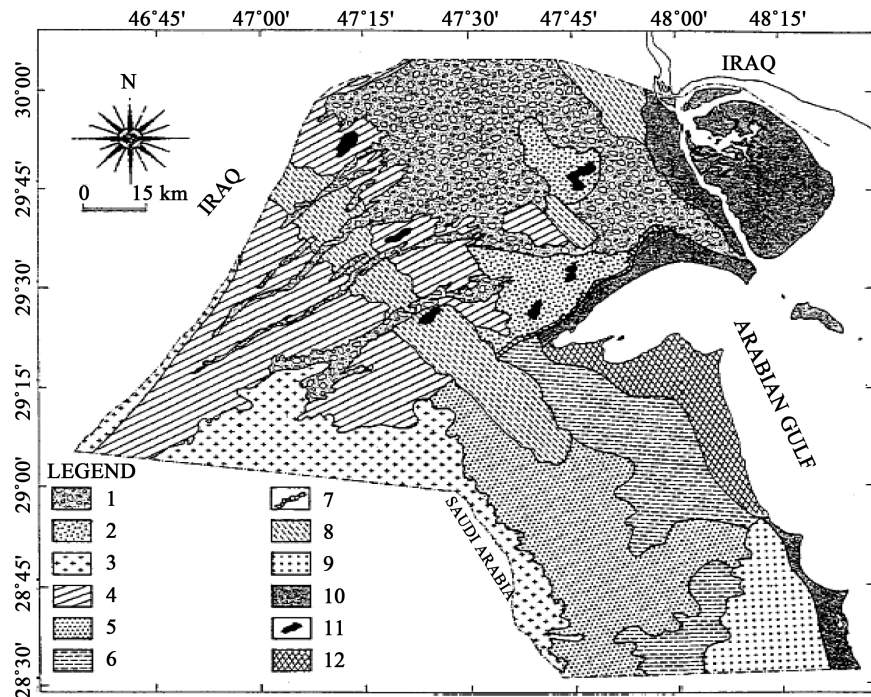 46°45' 47°00' 47°15' 47°30' 47°45' 48°00' 48°15'
IRAQ
30°00'
N
29°45'
0 15 km
IRAQ
29°30'
ARABIAN GULF
29°15'
29°00'
LEGEND
1 7
2 8
SAUDI ARABIA
3 9
28°45'
4 10
5 11
6 12
28°30'